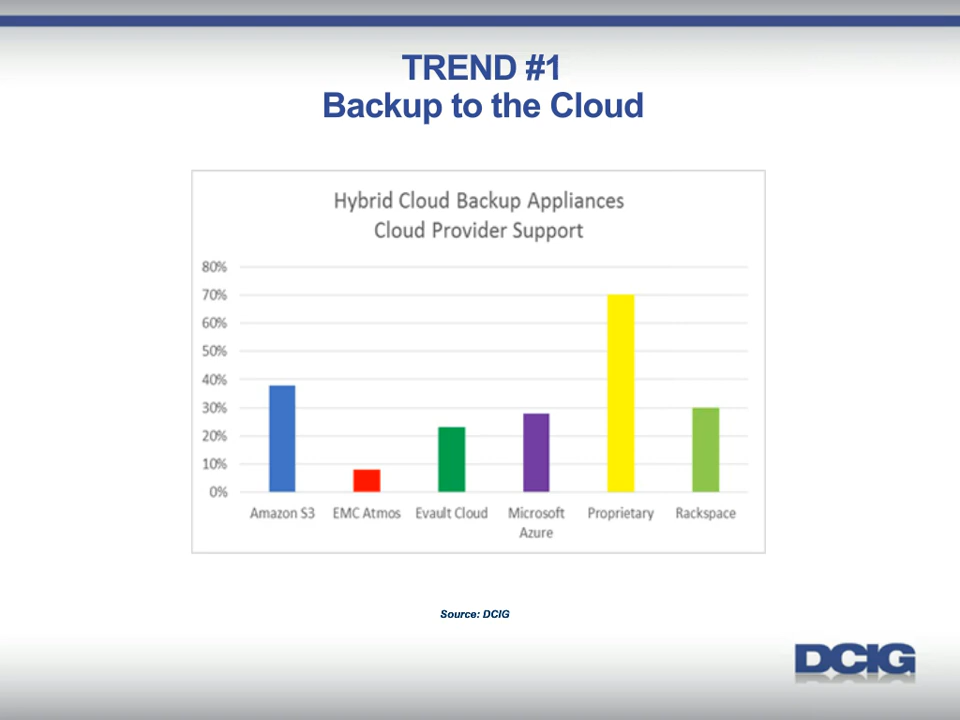 TREND #1
Backup to the Cloud
Hybrid Cloud Backup Appliances
Cloud Provider Support
80%
70%
60%
50%
40%
30%
20%
10%
0%
Amazon S3 EMC Atmos Evault Cloud Microsoft Azure Proprietary Rackspace
Source: DCIG
DCIG